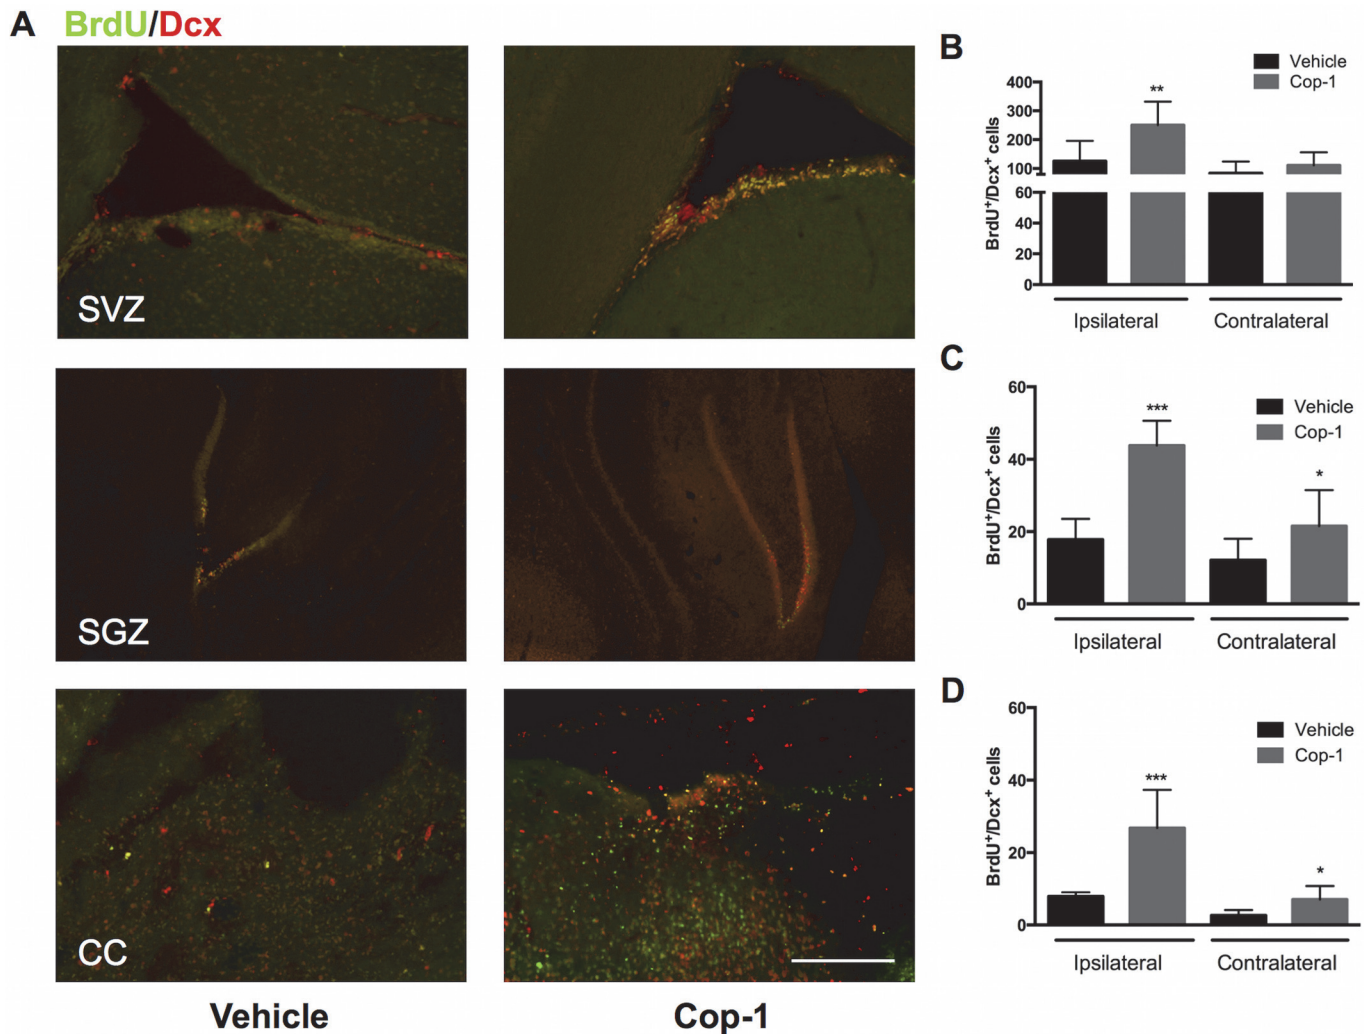 A
BrdU/Dcx
SVZ
SGZ
CC
Vehicle
Cop-1
B
Vehicle
Cop-1
BrdU⁺/Dcx⁺ cells
400
300
200
100
60
40
20
0
**
Ipsilateral
Contralateral
C
Vehicle
Cop-1
BrdU⁺/Dcx⁺ cells
60
40
20
0
***
*
Ipsilateral
Contralateral
D
Vehicle
Cop-1
BrdU⁺/Dcx⁺ cells
60
40
20
0
***
*
Ipsilateral
Contralateral